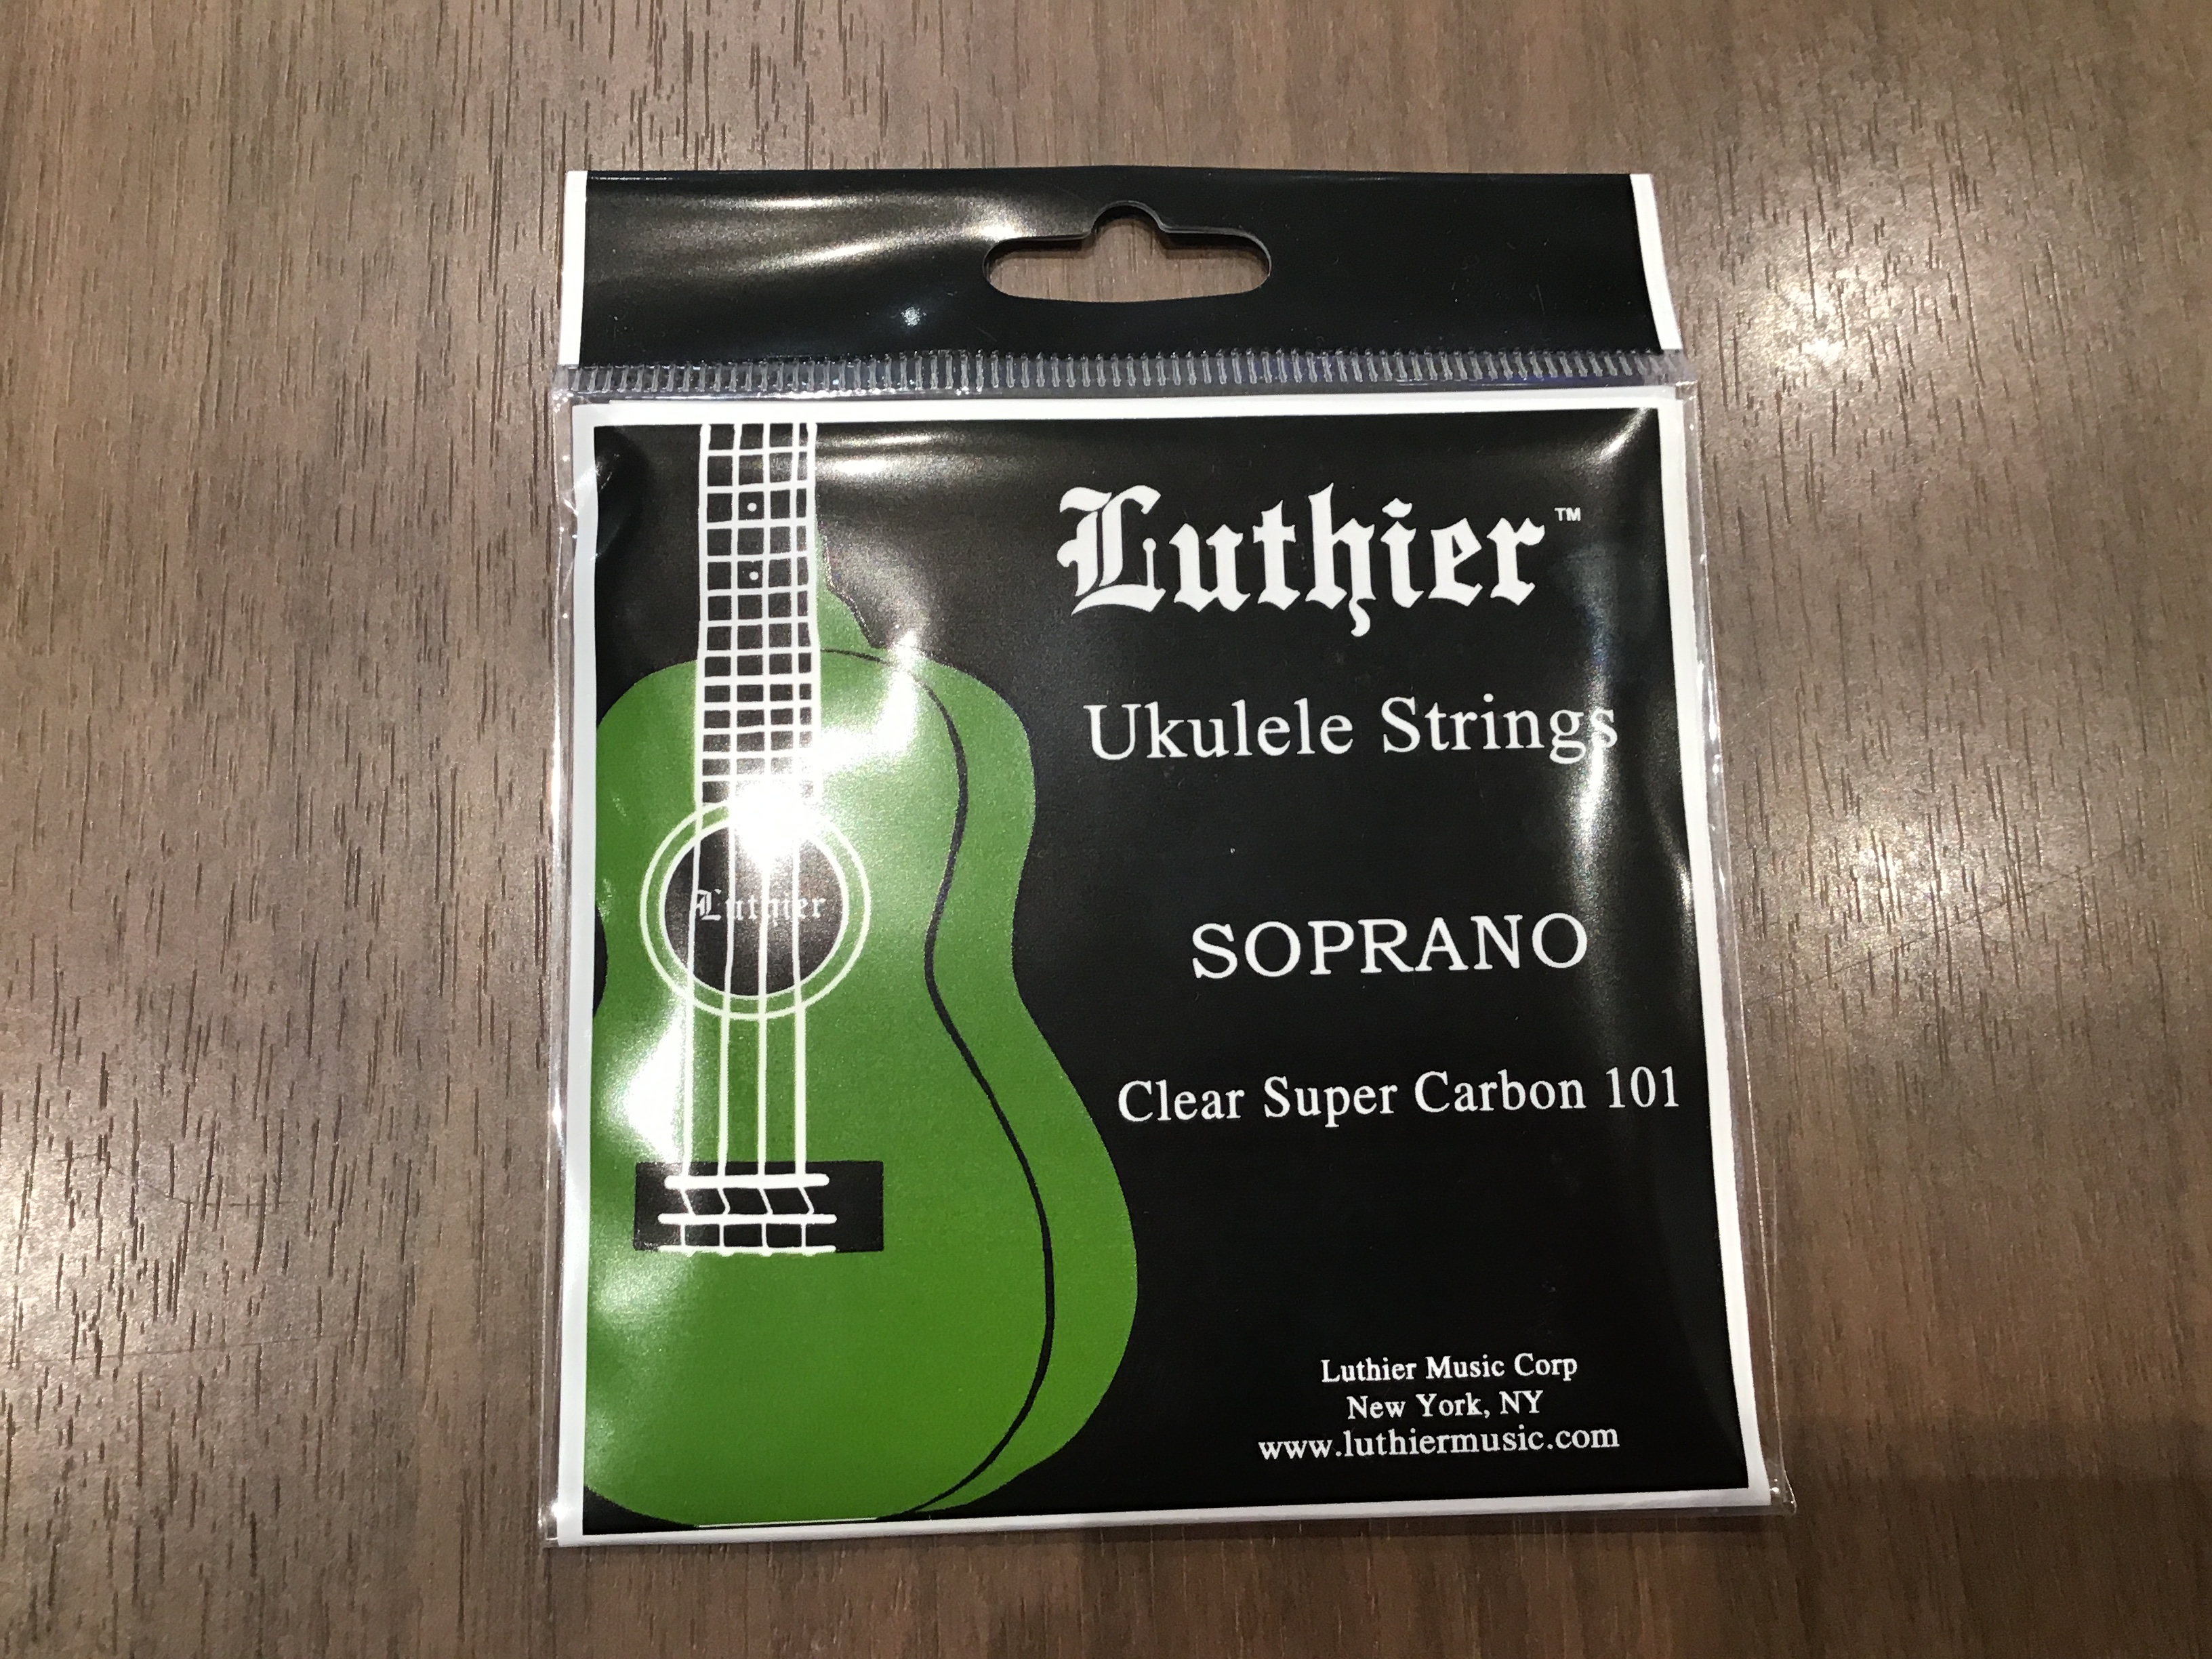 Luthier™
Ukulele Strings
Luthier
SOPRANO
Clear Super Carbon 101
Luthier Music Corp
New York, NY
www.luthiermusic.com